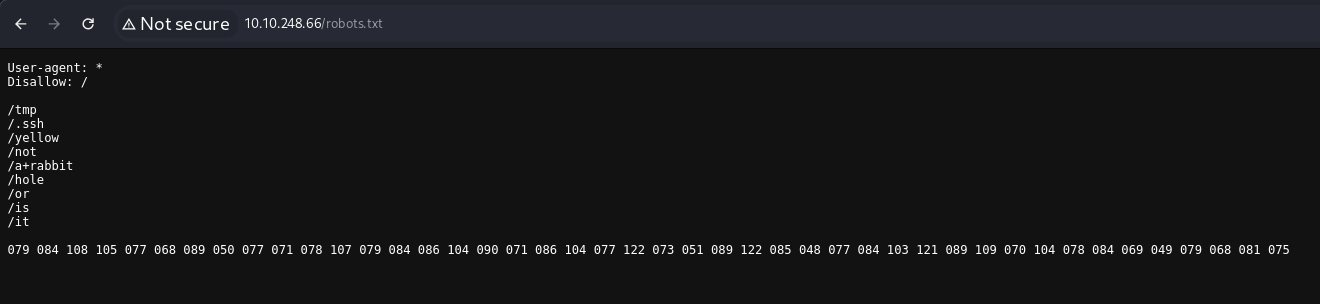 Not secure 10.10.248.66/robots.txt
User-agent: *
Disallow: /
/tmp
/.ssh
/yellow
/not
/a+rabbit
/hole
/or
/is
/it
079 084 108 105 077 068 089 050 077 071 078 107 079 084 086 104 090 071 086 104 077 122 073 051 089 122 085 048 077 084 103 121 089 109 070 104 078 084 069 049 079 068 081 075